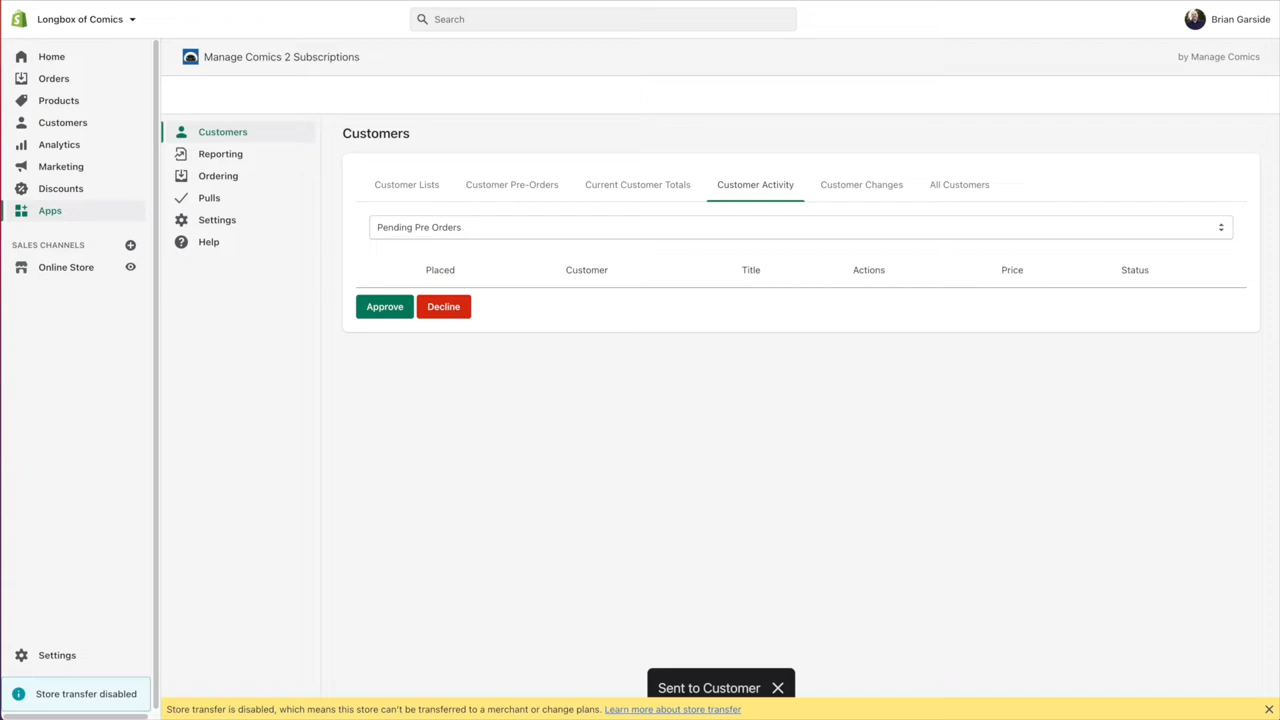 Longbox of Comics
Search
Brian Garside
Home
Orders
Products
Customers
Analytics
Marketing
Discounts
Apps
SALES CHANNELS
Online Store
Settings
Store transfer disabled
Manage Comics 2 Subscriptions
by Manage Comics
Customers
Reporting
Ordering
Pulls
Settings
Help
Customers
Customer Lists Customer Pre-Orders Current Customer Totals Customer Activity Customer Changes All Customers
Pending Pre Orders
Placed Customer Title Actions Price Status
Approve Decline
Sent to Customer
Store transfer is disabled, which means this store can't be transferred to a merchant or change plans. Learn more about store transfer